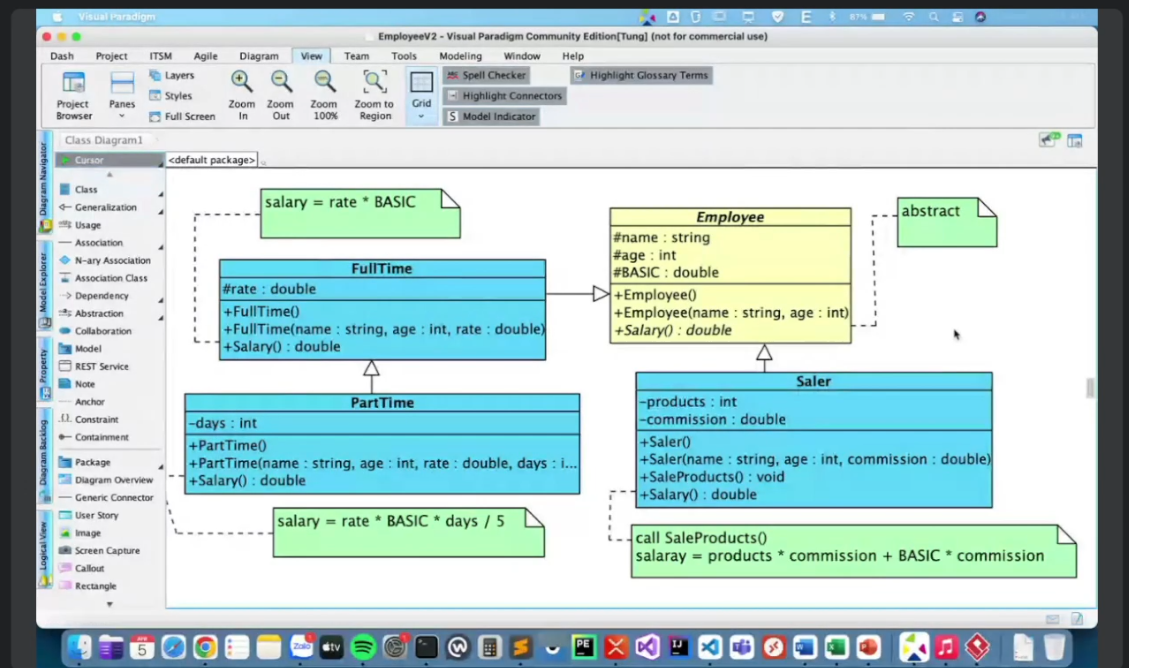 Visual Paradigm
E
87%
EmployeeV2 - Visual Paradigm Community Edition[Tung] (not for commercial use)
Dash Project ITSM Agile Diagram View Team Tools Modeling Window Help
Project Browser
Panes
Layers
Styles
Full Screen
Zoom In
Zoom Out
Zoom 100%
Zoom to Region
Grid
Spell Checker
Highlight Connectors
Model Indicator
Highlight Glossary Terms
Class Diagram1
Diagram Navigator
Model Explorer
Property
Diagram Backlog
Logical View
Cursor
Class
Generalization
Usage
Association
N-ary Association
Association Class
Dependency
Abstraction
Collaboration
Model
REST Service
Note
Anchor
Constraint
Containment
Package
Diagram Overview
Generic Connector
User Story
Image
Screen Capture
Callout
Rectangle
<default package>
salary = rate * BASIC
FullTime
#rate : double
+FullTime()
+FullTime(name : string, age : int, rate : double)
+Salary() : double
PartTime
-days : int
+PartTime()
+PartTime(name : string, age : int, rate : double, days : i...
+Salary() : double
salary = rate * BASIC * days / 5
Employee
#name : string
#age : int
#BASIC : double
+Employee()
+Employee(name : string, age : int)
+Salary() : double
abstract
Saler
-products : int
-commission : double
+Saler()
+Saler(name : string, age : int, commission : double)
+SaleProducts() : void
+Salary() : double
call SaleProducts()
salaray = products * commission + BASIC * commission
5
Zalo
tv
PE
IJ